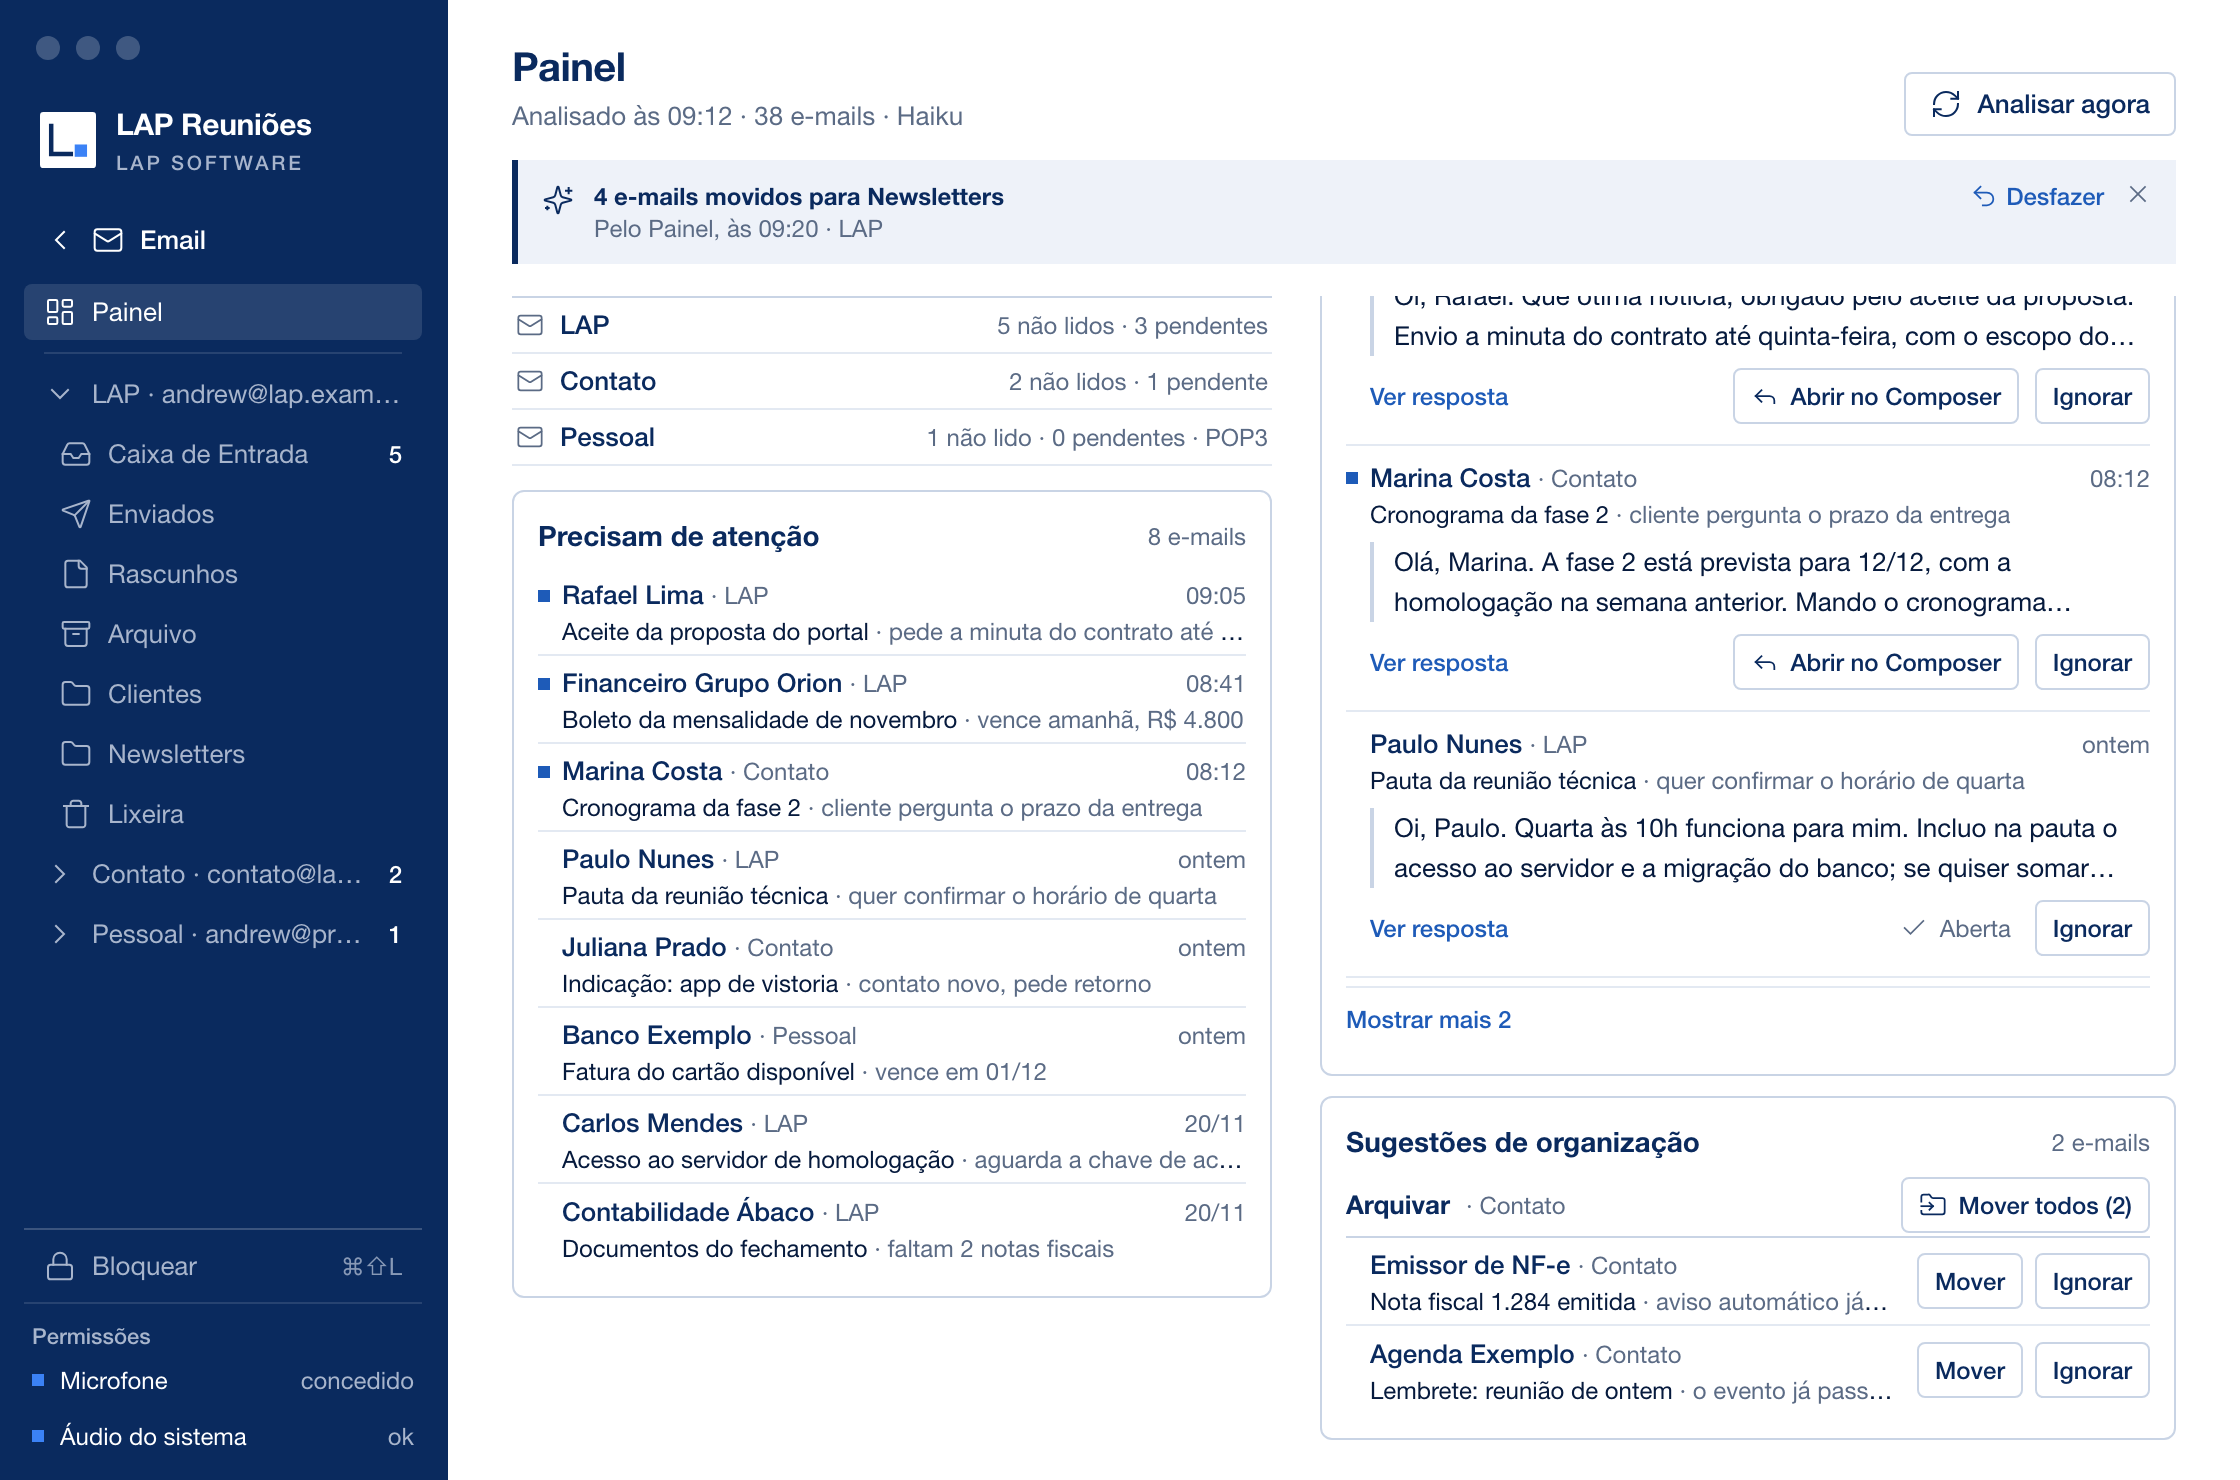 LAP Reuniões
LAP SOFTWARE
Email
Painel
LAP · andrew@lap.exam…
Caixa de Entrada 5
Enviados
Rascunhos
Arquivo
Clientes
Newsletters
Lixeira
Contato · contato@la… 2
Pessoal · andrew@pr… 1
Bloquear ⌘⇧L
Permissões
Microfone concedido
Áudio do sistema ok
Painel
Analisado às 09:12 · 38 e-mails · Haiku
Analisar agora
4 e-mails movidos para Newsletters
Pelo Painel, às 09:20 · LAP
Desfazer
LAP 5 não lidos · 3 pendentes
Contato 2 não lidos · 1 pendente
Pessoal 1 não lido · 0 pendentes · POP3
Precisam de atenção 8 e-mails
Rafael Lima · LAP 09:05
Aceite da proposta do portal · pede a minuta do contrato até …
Financeiro Grupo Orion · LAP 08:41
Boleto da mensalidade de novembro · vence amanhã, R$ 4.800
Marina Costa · Contato 08:12
Cronograma da fase 2 · cliente pergunta o prazo da entrega
Paulo Nunes · LAP ontem
Pauta da reunião técnica · quer confirmar o horário de quarta
Juliana Prado · Contato ontem
Indicação: app de vistoria · contato novo, pede retorno
Banco Exemplo · Pessoal ontem
Fatura do cartão disponível · vence em 01/12
Carlos Mendes · LAP 20/11
Acesso ao servidor de homologação · aguarda a chave de ac…
Contabilidade Ábaco · LAP 20/11
Documentos do fechamento · faltam 2 notas fiscais
Oi, Rafael. Que ótima notícia, obrigado pelo aceite da proposta.
Envio a minuta do contrato até quinta-feira, com o escopo do…
Ver resposta Abrir no Composer Ignorar
Marina Costa · Contato 08:12
Cronograma da fase 2 · cliente pergunta o prazo da entrega
Olá, Marina. A fase 2 está prevista para 12/12, com a
homologação na semana anterior. Mando o cronograma…
Ver resposta Abrir no Composer Ignorar
Paulo Nunes · LAP ontem
Pauta da reunião técnica · quer confirmar o horário de quarta
Oi, Paulo. Quarta às 10h funciona para mim. Incluo na pauta o
acesso ao servidor e a migração do banco; se quiser somar…
Ver resposta Aberta Ignorar
Mostrar mais 2
Sugestões de organização 2 e-mails
Arquivar · Contato Mover todos (2)
Emissor de NF-e · Contato
Nota fiscal 1.284 emitida · aviso automático já…
Mover Ignorar
Agenda Exemplo · Contato
Lembrete: reunião de ontem · o evento já pass…
Mover Ignorar